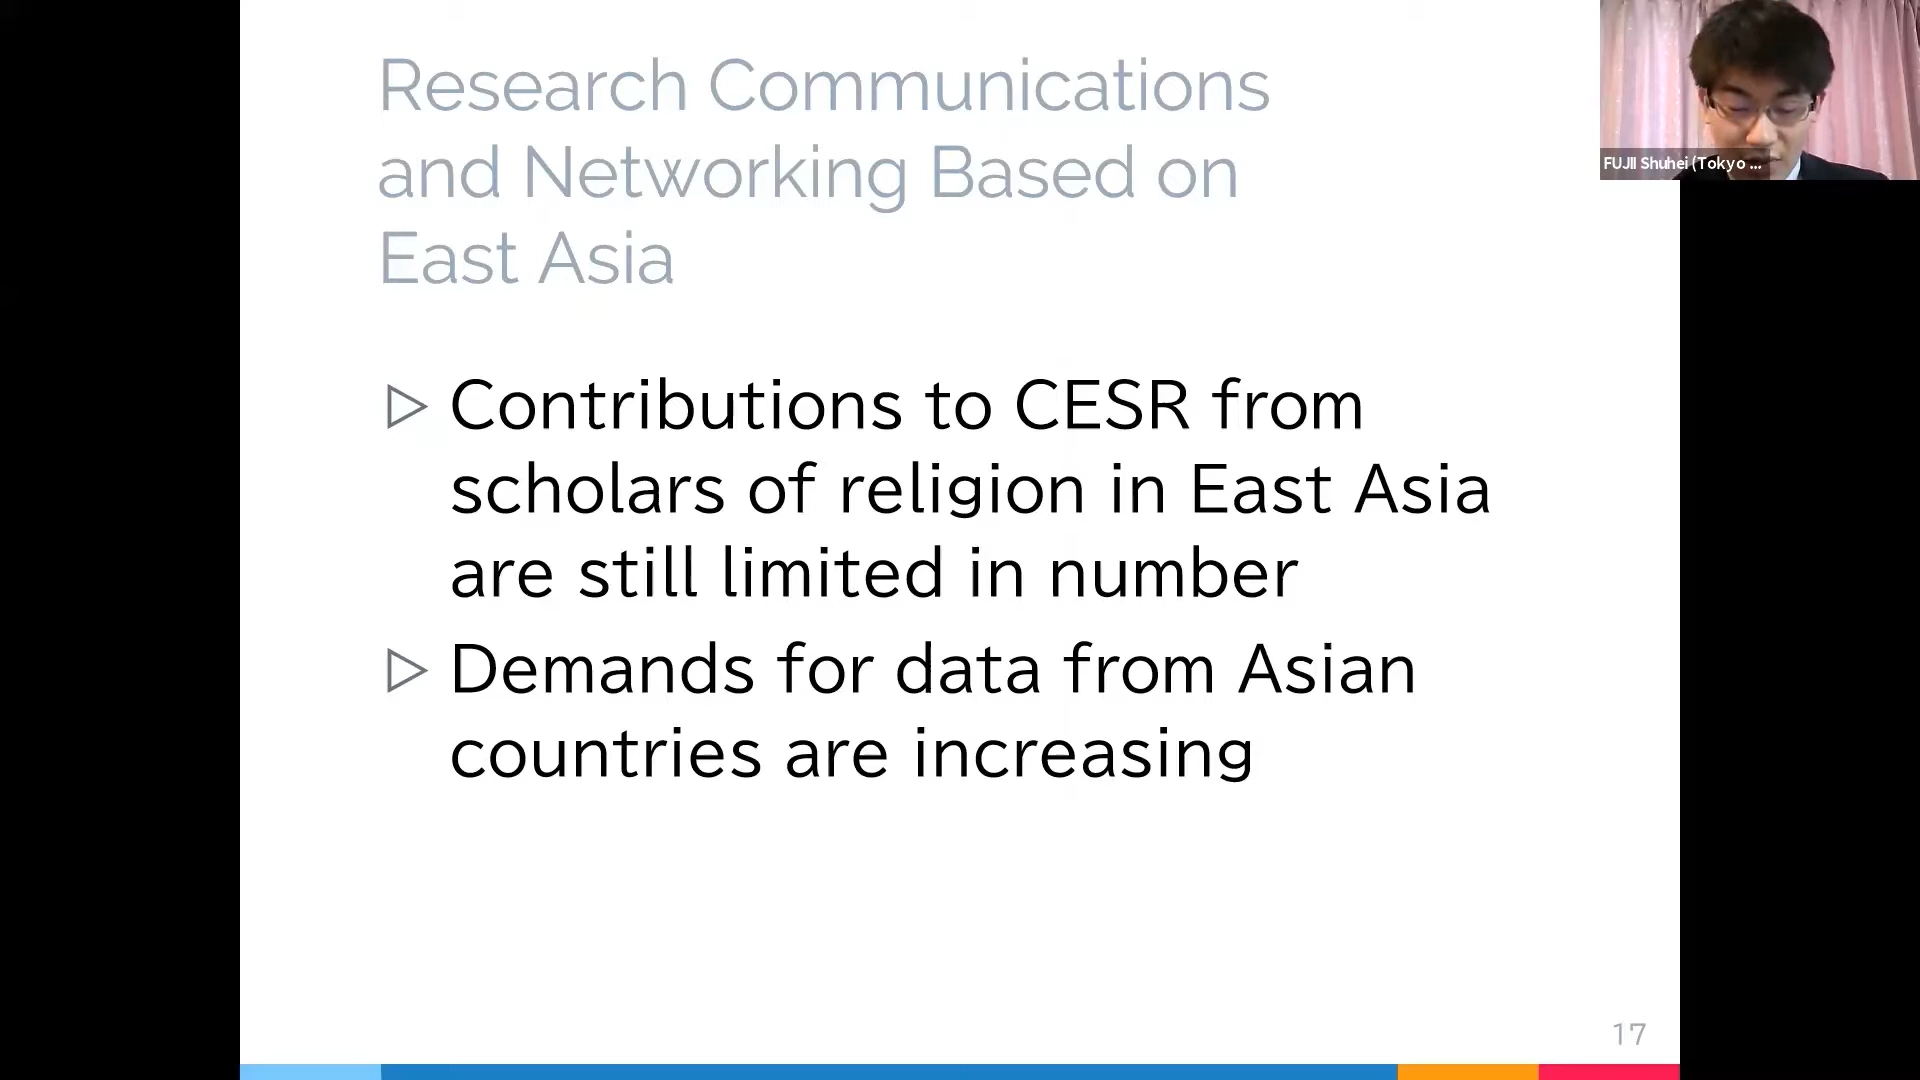 Research Communications
and Networking Based on
East Asia
FUJII Shuhei (Tokyo ...
▷ Contributions to CESR from
scholars of religion in East Asia
are still limited in number
▷ Demands for data from Asian
countries are increasing
17